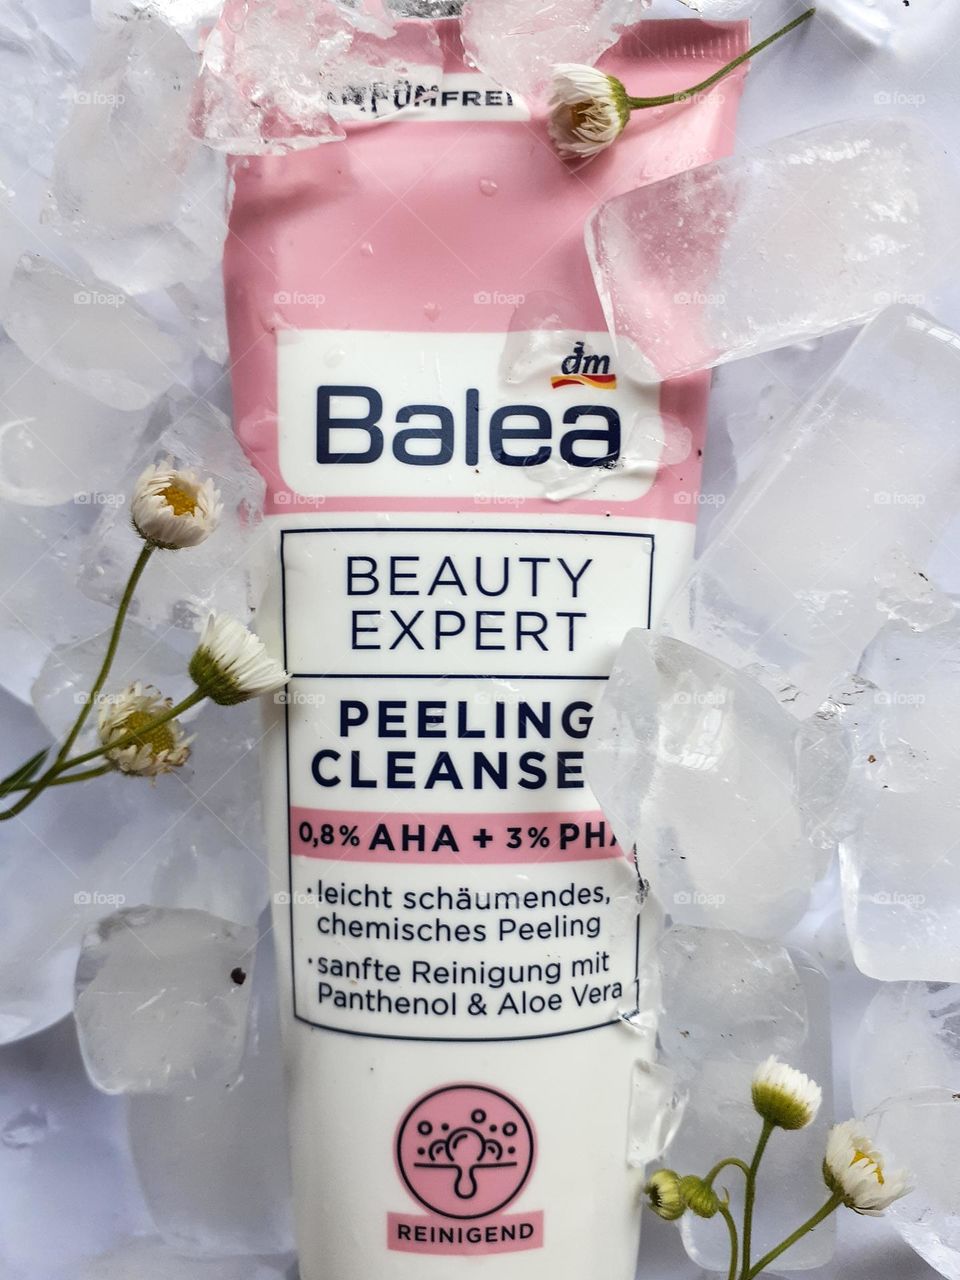 dm
Balea
BEAUTY
EXPERT
PEELING
CLEANSE
0,8% AHA + 3% PHA
· leicht schäumendes,
chemisches Peeling
· sanfte Reinigung mit
Panthenol & Aloe Vera
REINIGEND
foap